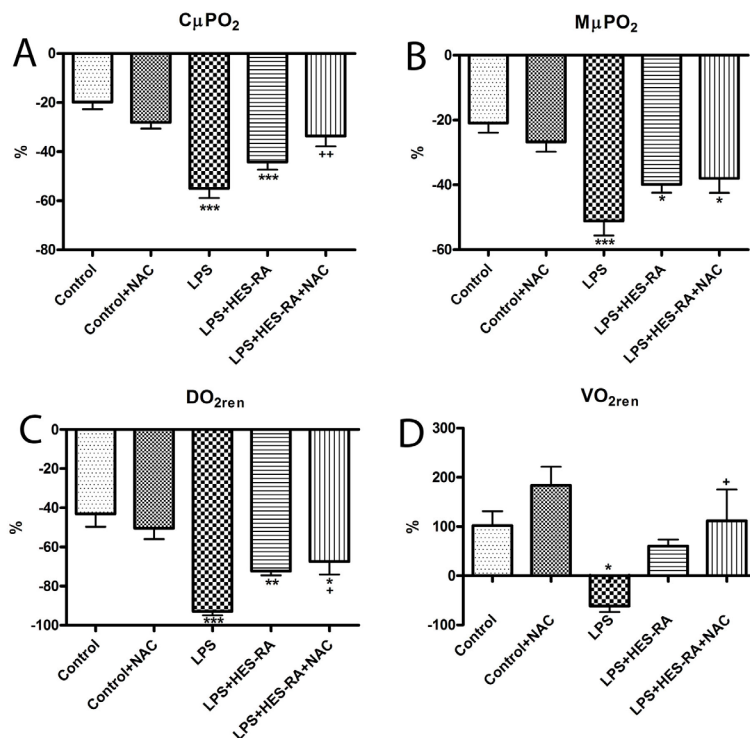 A
CμPO₂
%
0
-20
-40
-60
-80
***
***
++
Control
Control+NAC
LPS
LPS+HES-RA
LPS+HES-RA+NAC
B
MμPO₂
%
0
-20
-40
-60
***
*
*
Control
Control+NAC
LPS
LPS+HES-RA
LPS+HES-RA+NAC
C
DO₂ren
%
0
-20
-40
-60
-80
-100
***
**
*
+
Control
Control+NAC
LPS
LPS+HES-RA
LPS+HES-RA+NAC
D
VO₂ren
%
300
200
100
0
-100
*
+
Control
Control+NAC
LPS
LPS+HES-RA
LPS+HES-RA+NAC